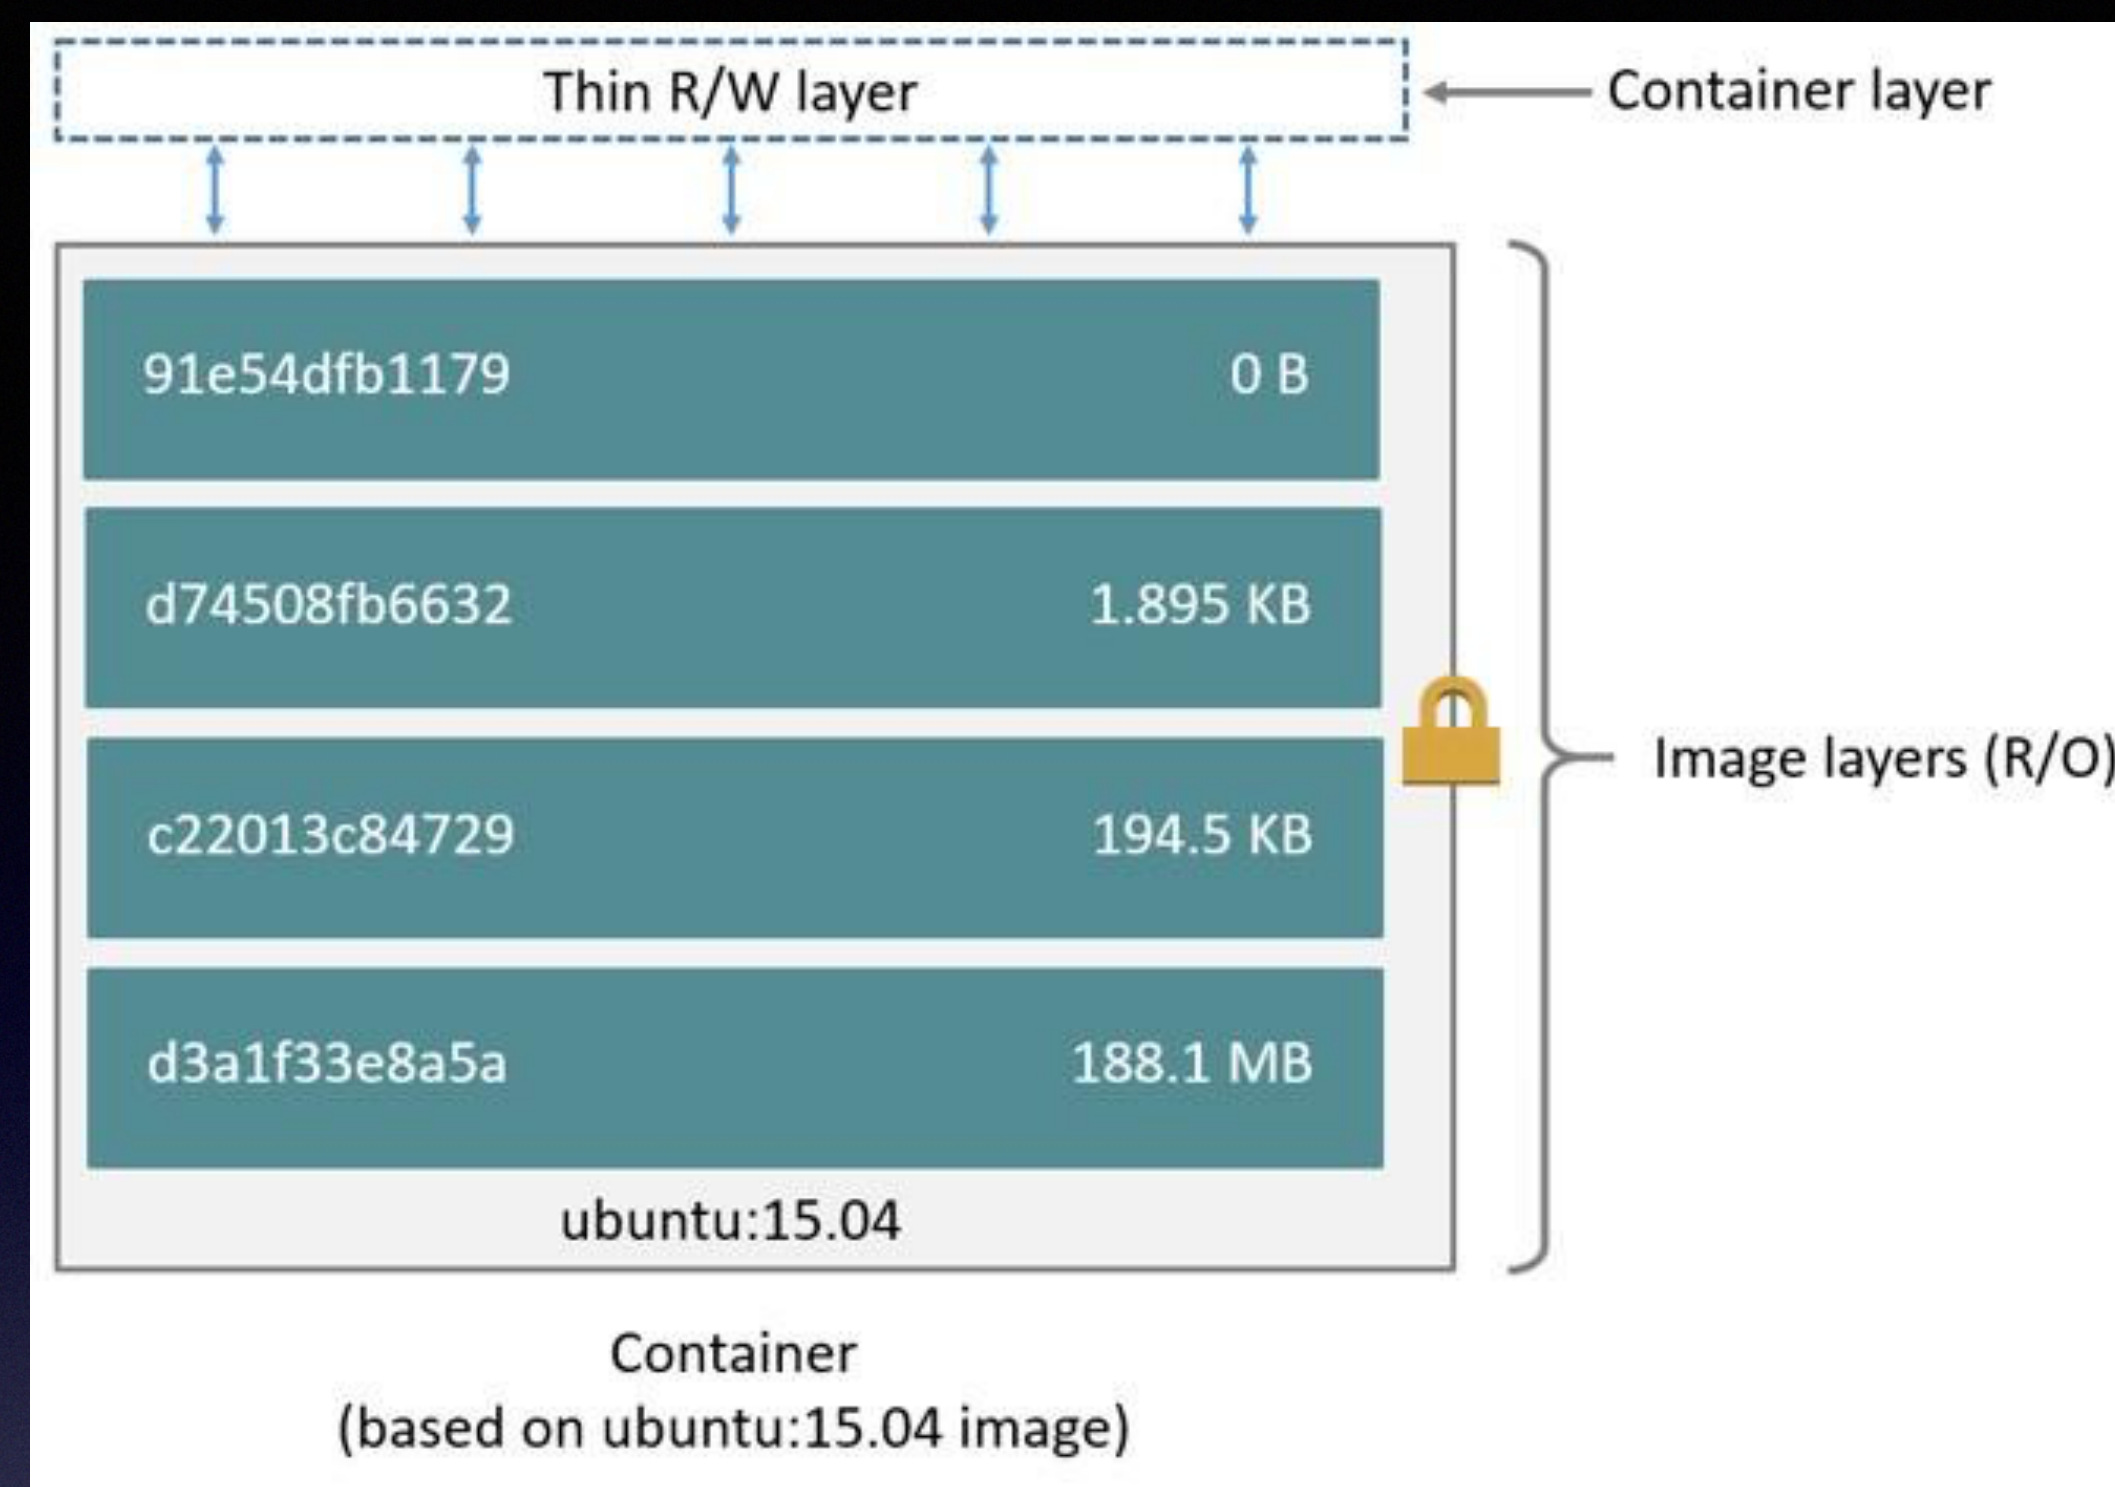 Thin R/W layer
Container layer
91e54dfb1179 0 B
d74508fb6632 1.895 KB
Image layers (R/O)
c22013c84729 194.5 KB
d3a1f33e8a5a 188.1 MB
ubuntu:15.04
Container
(based on ubuntu:15.04 image)